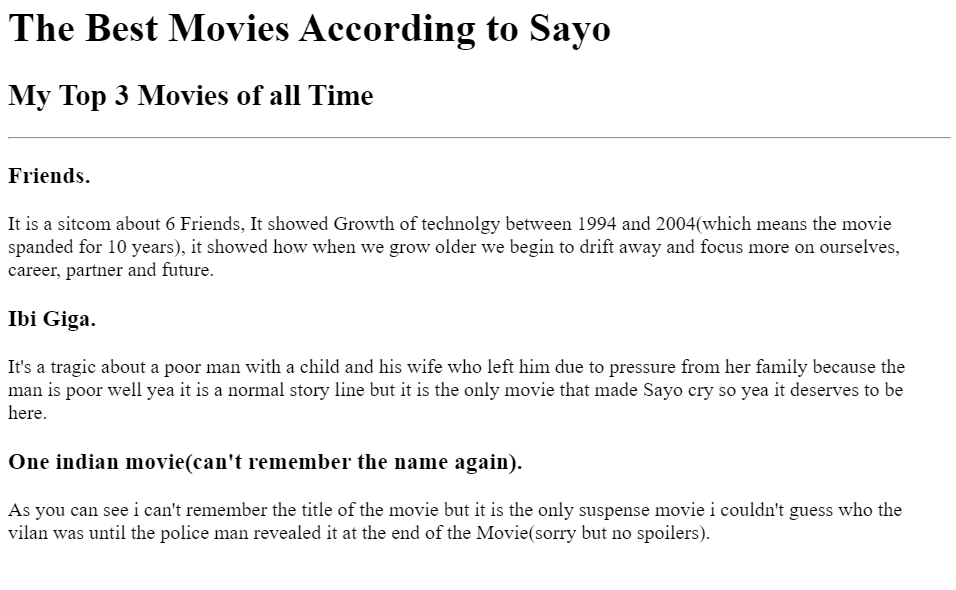 The Best Movies According to Sayo
My Top 3 Movies of all Time
Friends.
It is a sitcom about 6 Friends, It showed Growth of technolgy between 1994 and 2004(which means the movie
spanded for 10 years), it showed how when we grow older we begin to drift away and focus more on ourselves,
career, partner and future.
Ibi Giga.
It's a tragic about a poor man with a child and his wife who left him due to pressure from her family because the
man is poor well yea it is a normal story line but it is the only movie that made Sayo cry so yea it deserves to be
here.
One indian movie(can't remember the name again).
As you can see i can't remember the title of the movie but it is the only suspense movie i couldn't guess who the
vilan was until the police man revealed it at the end of the Movie(sorry but no spoilers).